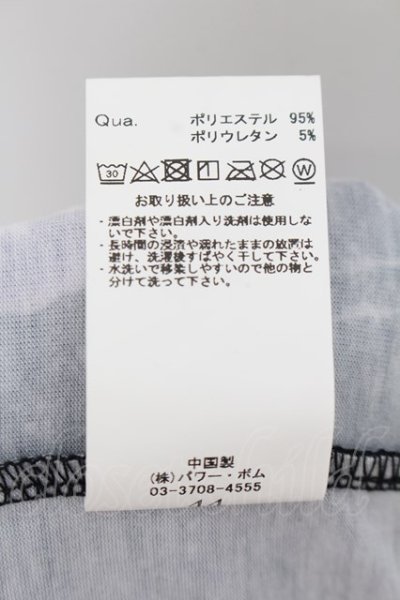 Qua. ポリエステル 95%
ポリウレタン 5%
30 W
お取り扱い上のご注意
・漂白剤や漂白剤入り洗剤は使用しな
いで下さい。
・長時間の浸漬や濡れたままの放置は
避け、洗濯後すばやく干して下さい。
・水洗いで移染しやすいので他の物と
分けて洗って下さい。
中国製
(株)パワー・ボム
03-3708-4555